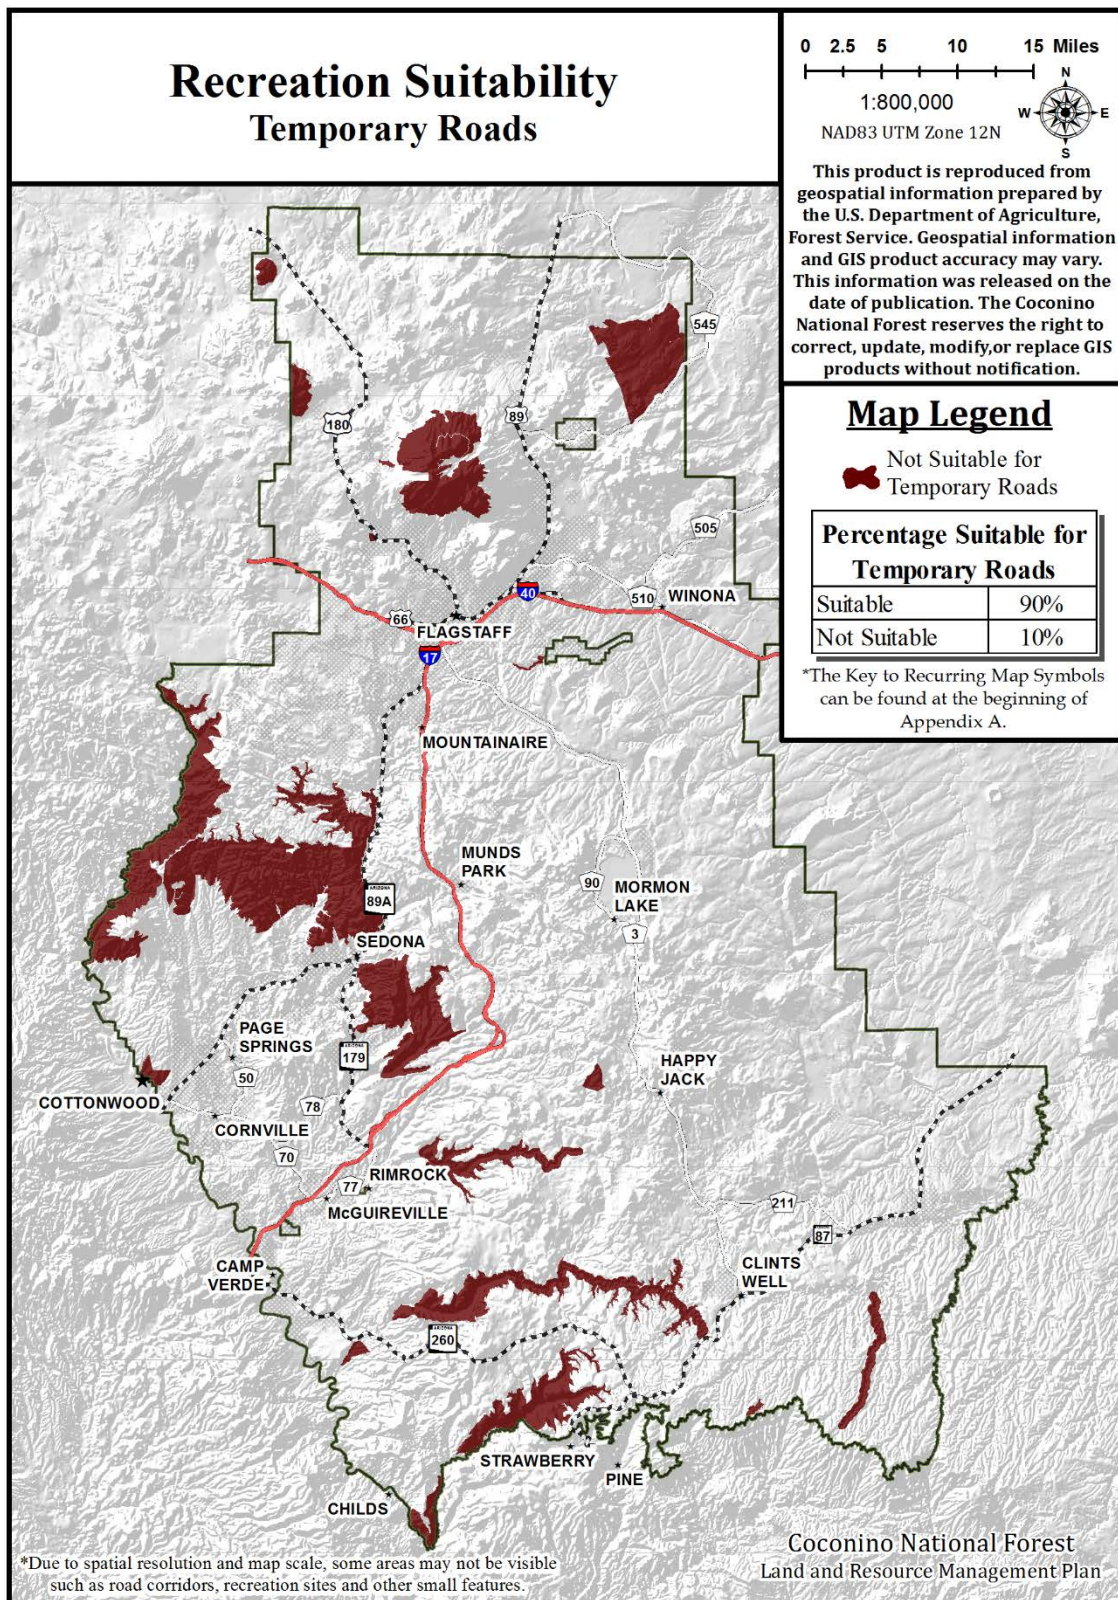 Recreation Suitability
Temporary Roads
0 2.5 5 10 15 Miles
1:800,000
NAD83 UTM Zone 12N
N
W E
S
This product is reproduced from
geospatial information prepared by
the U.S. Department of Agriculture,
Forest Service. Geospatial information
and GIS product accuracy may vary.
This information was released on the
date of publication. The Coconino
National Forest reserves the right to
correct, update, modify,or replace GIS
products without notification.
Map Legend
Not Suitable for
Temporary Roads
Percentage Suitable for
Temporary Roads
Suitable 90%
Not Suitable 10%
*The Key to Recurring Map Symbols
can be found at the beginning of
Appendix A.
545
89
180
505
40
510
WINONA
66
FLAGSTAFF
17
MOUNTAINAIRE
MUNDS
PARK
90
MORMON
LAKE
ARIZONA
89A
3
SEDONA
PAGE
SPRINGS
ARIZONA
179
HAPPY
JACK
50
COTTONWOOD
78
CORNVILLE
70
RIMROCK
77
McGUIREVILLE
211
87
CAMP
VERDE
CLINTS
WELL
ARIZONA
260
STRAWBERRY
PINE
CHILDS
*Due to spatial resolution and map scale, some areas may not be visible
such as road corridors, recreation sites and other small features.
Coconino National Forest
Land and Resource Management Plan